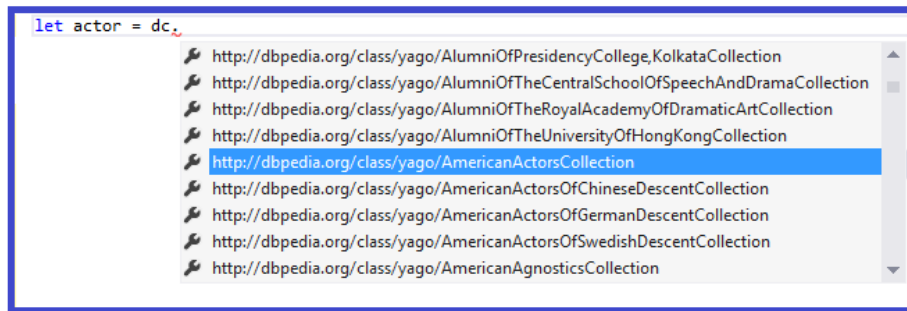 let actor = dc.
http://dbpedia.org/class/yago/AlumniOfPresidencyCollege,KolkataCollection
http://dbpedia.org/class/yago/AlumniOfTheCentralSchoolOfSpeechAndDramaCollection
http://dbpedia.org/class/yago/AlumniOfTheRoyalAcademyOfDramaticArtCollection
http://dbpedia.org/class/yago/AlumniOfTheUniversityOfHongKongCollection
http://dbpedia.org/class/yago/AmericanActorsCollection
http://dbpedia.org/class/yago/AmericanActorsOfChineseDescentCollection
http://dbpedia.org/class/yago/AmericanActorsOfGermanDescentCollection
http://dbpedia.org/class/yago/AmericanActorsOfSwedishDescentCollection
http://dbpedia.org/class/yago/AmericanAgnosticsCollection